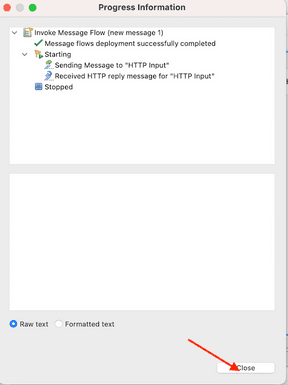 Progress Information
Invoke Message Flow (new message 1)
Message flows deployment successfully completed
Starting
Sending Message to "HTTP Input"
Received HTTP reply message for "HTTP Input"
Stopped
Raw text Formatted text
Close